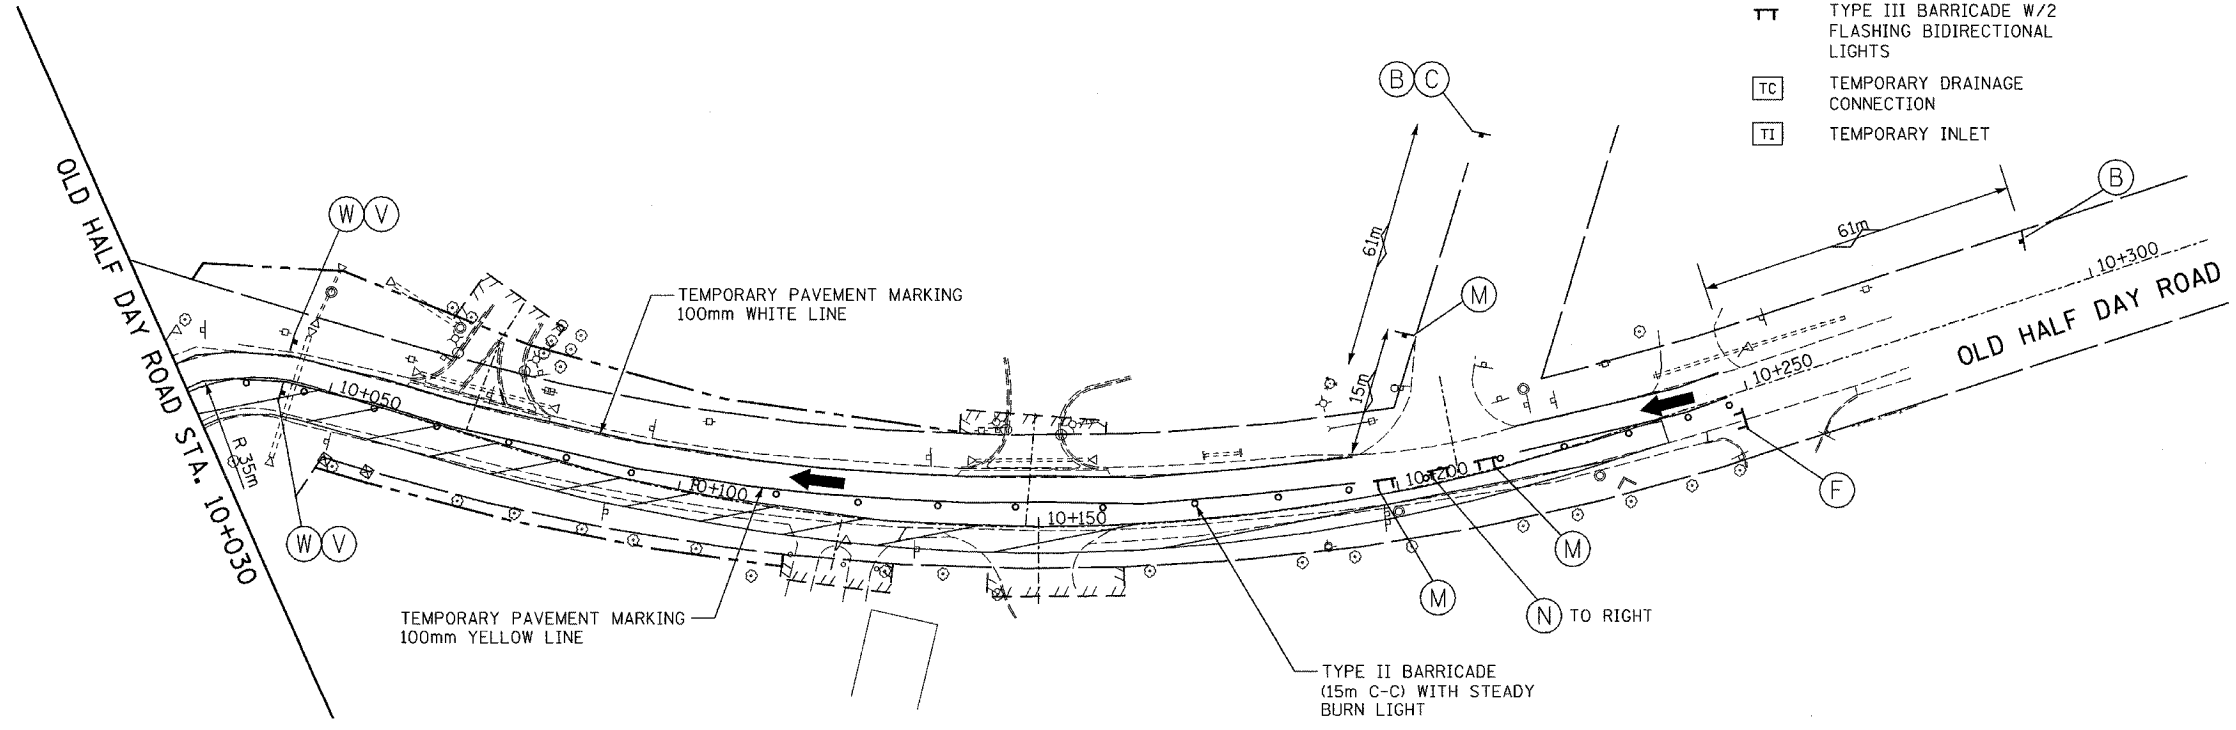 TYPE III BARRICADE W/2
FLASHING BIDIRECTIONAL
LIGHTS
TC
TEMPORARY DRAINAGE
CONNECTION
TI
TEMPORARY INLET
B C
B
61m
61m
10+300
OLD HALF DAY ROAD
W V
M
TEMPORARY PAVEMENT MARKING
100mm WHITE LINE
15m
10+250
10+050
OLD HALF DAY ROAD STA. 10+030
R 35m
10+100
10+150
10+200
F
W V
M
M
N TO RIGHT
TEMPORARY PAVEMENT MARKING
100mm YELLOW LINE
TYPE II BARRICADE
(15m C-C) WITH STEADY
BURN LIGHT